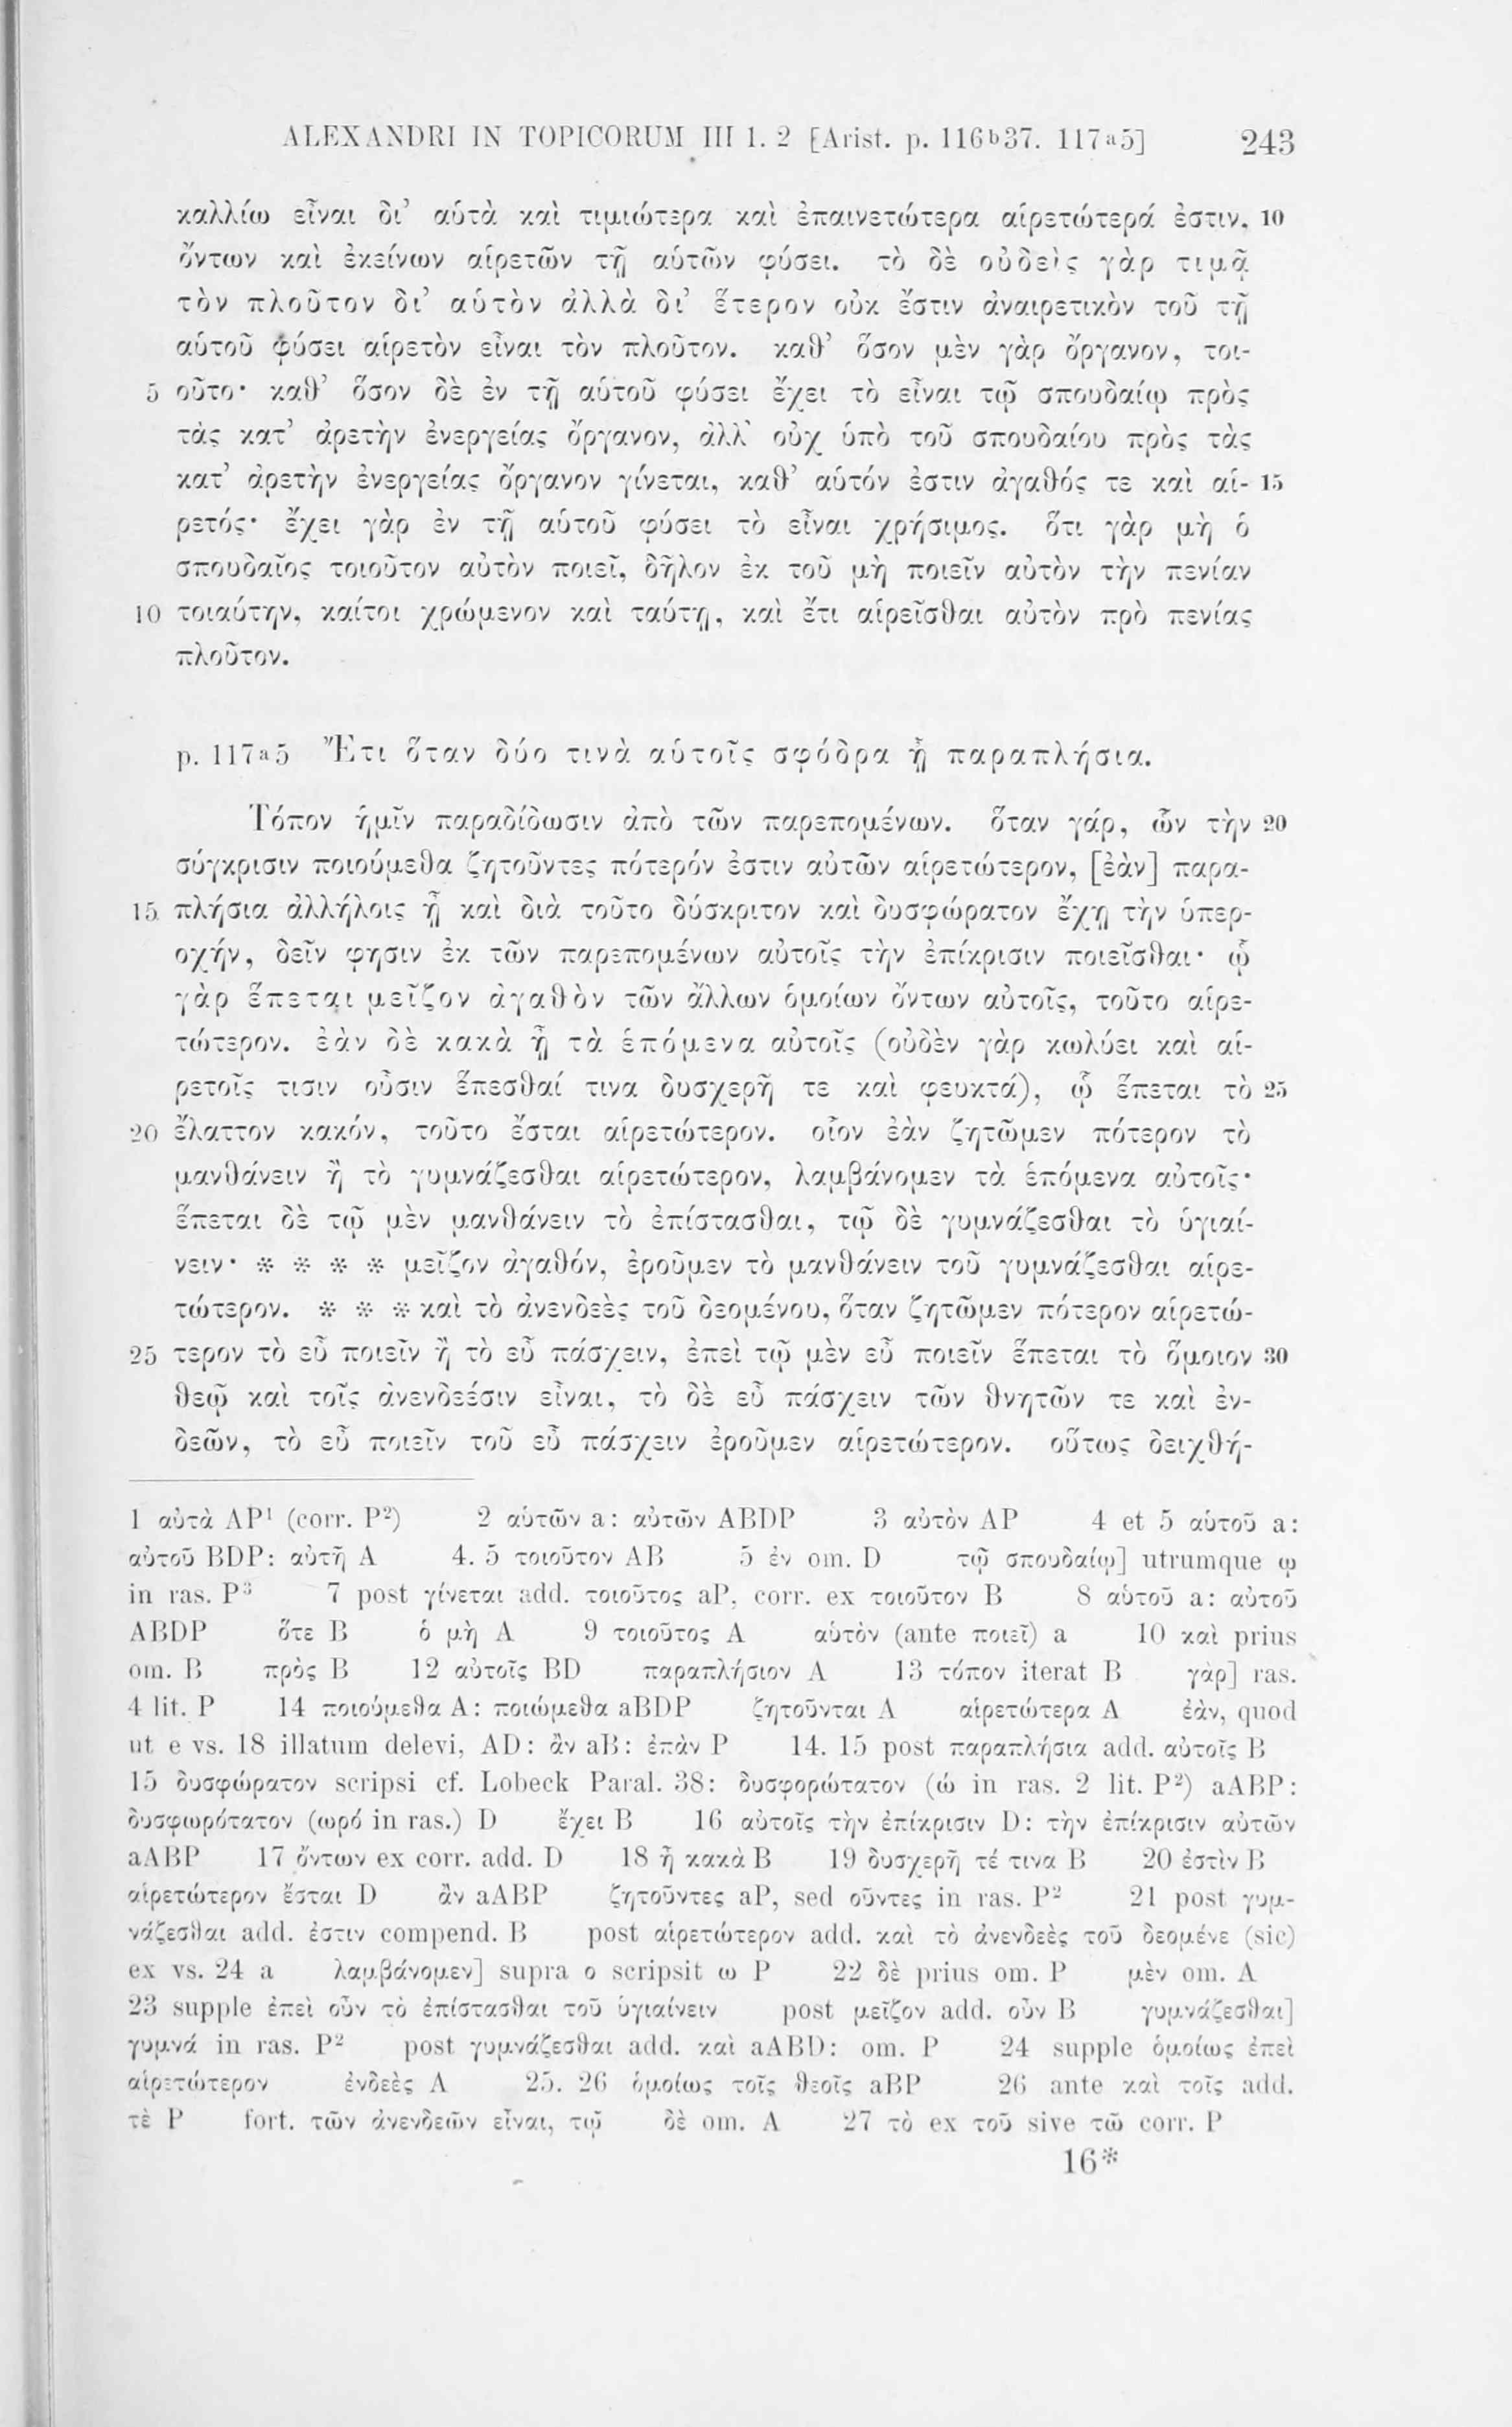 ALEXANDRI IN TOPICORUM III 1. 2 [Arist. p. 116b37. 117a5] 243
καλλίω εἶναι δι’ αὑτὰ καὶ τιμιώτερα καὶ ἐπαινετώτερα αἱρετώτερά ἐστιν, 10
ὄντων καὶ ἐκείνων αἱρετῶν τῇ αὑτῶν φύσει. τὸ δὲ οὐδεὶς γὰρ τιμᾷ
τὸν πλοῦτον δι’ αὑτὸν ἀλλὰ δι’ ἕτερον οὐκ ἔστιν ἀναιρετικὸν τοῦ τῇ
αὑτοῦ φύσει αἱρετὸν εἶναι τὸν πλοῦτον. καθ’ ὅσον μὲν γὰρ ὄργανον, τοι-
5 οῦτο· καθ’ ὅσον δὲ ἐν τῇ αὑτοῦ φύσει ἔχει τὸ εἶναι τῷ σπουδαίῳ πρὸς
τὰς κατ’ ἀρετὴν ἐνεργείας ὄργανον, ἀλλ’ οὐχ ὑπὸ τοῦ σπουδαίου πρὸς τὰς
κατ’ ἀρετὴν ἐνεργείας ὄργανον γίνεται, καθ’ αὑτόν ἐστιν ἀγαθός τε καὶ αἱ- 15
ρετός· ἔχει γὰρ ἐν τῇ αὑτοῦ φύσει τὸ εἶναι χρήσιμος. ὅτι γὰρ μὴ ὁ
σπουδαῖος τοιοῦτον αὐτὸν ποιεῖ, δῆλον ἐκ τοῦ μὴ ποιεῖν αὐτὸν τὴν πενίαν
10 τοιαύτην, καίτοι χρώμενον καὶ ταύτῃ, καὶ ἔτι αἱρεῖσθαι αὐτὸν πρὸ πενίας
πλοῦτον.
p. 117a5 Ἔτι ὅταν δύο τινὰ αὑτοῖς σφόδρα ᾖ παραπλήσια.
Τόπον ἡμῖν παραδίδωσιν ἀπὸ τῶν παρεπομένων. ὅταν γάρ, ὧν τὴν 20
σύγκρισιν ποιούμεθα ζητοῦντες πότερόν ἐστιν αὐτῶν αἱρετώτερον, [ἐὰν] παρα-
15 πλήσια ἀλλήλοις ᾖ καὶ διὰ τοῦτο δύσκριτον καὶ δυσφώρατον ἔχῃ τὴν ὑπερ-
οχήν, δεῖν φησιν ἐκ τῶν παρεπομένων αὐτοῖς τὴν ἐπίκρισιν ποιεῖσθαι· ᾧ
γὰρ ἕπεται μεῖζον ἀγαθὸν τῶν ἄλλων ὁμοίων ὄντων αὐτοῖς, τοῦτο αἱρε-
τώτερον. ἐὰν δὲ κακὰ ᾖ τὰ ἑπόμενα αὐτοῖς (οὐδὲν γὰρ κωλύει καὶ αἱ-
ρετοῖς τισιν οὖσιν ἕπεσθαί τινα δυσχερῆ τε καὶ φευκτά), ᾧ ἕπεται τὸ 25
20 ἔλαττον κακόν, τοῦτο ἔσται αἱρετώτερον. οἷον ἐὰν ζητῶμεν πότερον τὸ
μανθάνειν ἢ τὸ γυμνάζεσθαι αἱρετώτερον, λαμβάνομεν τὰ ἑπόμενα αὐτοῖς·
ἕπεται δὲ τῷ μὲν μανθάνειν τὸ ἐπίστασθαι, τῷ δὲ γυμνάζεσθαι τὸ ὑγιαί-
νειν· * * * * μεῖζον ἀγαθόν, ἐροῦμεν τὸ μανθάνειν τοῦ γυμνάζεσθαι αἱρε-
τώτερον. * * * καὶ τὸ ἀνενδεὲς τοῦ δεομένου, ὅταν ζητῶμεν πότερον αἱρετώ-
25 τερον τὸ εὖ ποιεῖν ἢ τὸ εὖ πάσχειν, ἐπεὶ τῷ μὲν εὖ ποιεῖν ἕπεται τὸ ὅμοιον 30
θεῷ καὶ τοῖς ἀνενδεέσιν εἶναι, τὸ δὲ εὖ πάσχειν τῶν θνητῶν τε καὶ ἐν-
δεῶν, τὸ εὖ ποιεῖν τοῦ εὖ πάσχειν ἐροῦμεν αἱρετώτερον. οὕτως δειχθή-
1 αὐτὰ AP¹ (corr. P²) 2 αὑτῶν a: αὐτῶν ABDP 3 αὐτὸν AP 4 et 5 αὑτοῦ a:
αὐτοῦ BDP: αὐτῇ A 4. 5 τοιοῦτον AB 5 ἐν om. D τῷ σπουδαίῳ] utrumque ῳ
in ras. P³ 7 post γίνεται add. τοιοῦτος aP, corr. ex τοιοῦτον B 8 αὑτοῦ a: αὐτοῦ
ABDP ὅτε B ὁ μὴ A 9 τοιοῦτος A αὑτὸν (ante ποιεῖ) a 10 καὶ prius
om. B πρὸς B 12 αὐτοῖς BD παραπλήσιον A 13 τόπον iterat B γὰρ] ras.
4 lit. P 14 ποιούμεθα A: ποιώμεθα aBDP ζητοῦνται A αἱρετώτερα A ἐὰν, quod
ut e vs. 18 illatum delevi, AD: ἂν aB: ἐπὰν P 14. 15 post παραπλήσια add. αὐτοῖς B
15 δυσφώρατον scripsi cf. Lobeck Paral. 38: δυσφορώτατον (ώ in ras. 2 lit. P²) aABP:
δυσφωρότατον (ωρό in ras.) D ἔχει B 16 αὐτοῖς τὴν ἐπίκρισιν D: τὴν ἐπίκρισιν αὐτῶν
aABP 17 ὄντων ex corr. add. D 18 ᾖ κακὰ B 19 δυσχερῆ τέ τινα B 20 ἐστὶν B
αἱρετώτερον ἔσται D ἂν aABP ζητοῦντες aP, sed οῦντες in ras. P² 21 post γυμ-
νάζεσθαι add. ἐστιν compend. B post αἱρετώτερον add. καὶ τὸ ἀνενδεὲς τοῦ δεομένε (sic)
ex vs. 24 a λαμβάνομεν] supra ο scripsit ω P 22 δὲ prius om. P μὲν om. A
23 supple ἐπεὶ οὖν τὸ ἐπίστασθαι τοῦ ὑγιαίνειν post μεῖζον add. οὖν B γυμνάζεσθαι]
γυμνά in ras. P² post γυμνάζεσθαι add. καὶ aABD: om. P 24 supple ὁμοίως ἐπεὶ
αἱρετώτερον ἐνδεὲς A 25. 26 ὁμοίως τοῖς θεοῖς aBP 26 ante καὶ τοῖς add.
τὲ P fort. τῶν ἀνενδεῶν εἶναι, τῷ δὲ om. A 27 τὸ ex τοῦ sive τῶ corr. P
16*